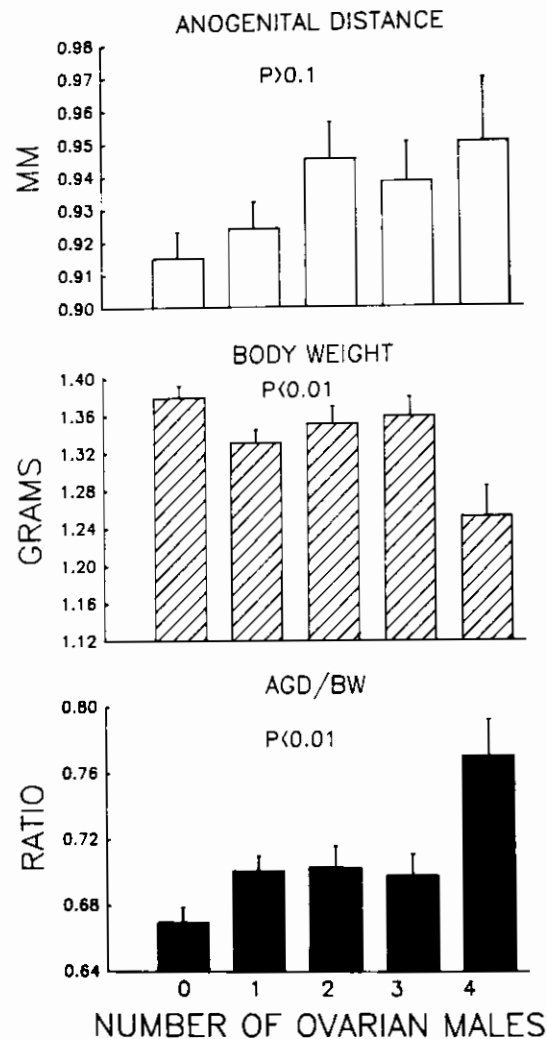 ANOGENITAL DISTANCE
P>0.1
MM
0.98
0.97
0.96
0.95
0.94
0.93
0.92
0.91
0.90
BODY WEIGHT
P<0.01
GRAMS
1.40
1.36
1.32
1.28
1.24
1.20
1.16
1.12
AGD/BW
P<0.01
RATIO
0.80
0.76
0.72
0.68
0.64
0 1 2 3 4
NUMBER OF OVARIAN MALES